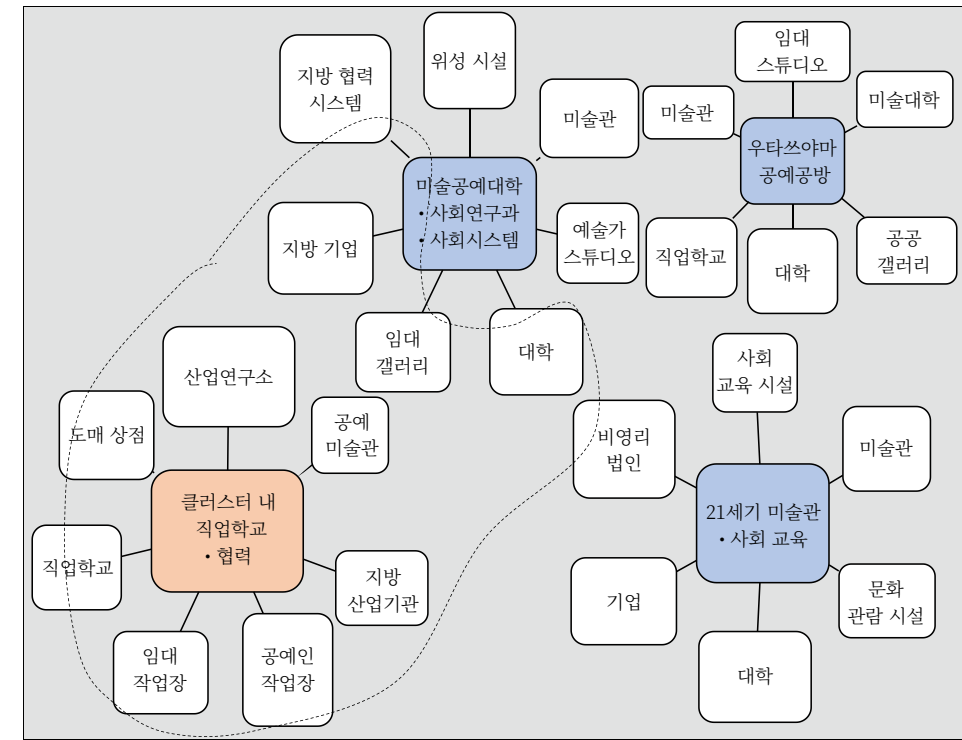 위성 시설
지방 협력
시스템
미술관
미술공예대학
• 사회연구과
• 사회시스템
지방 기업
예술가
스튜디오
임대
갤러리
대학
임대
스튜디오
미술관
미술대학
우타쓰야마
공예공방
직업학교
대학
공공
갤러리
산업연구소
도매 상점
공예
미술관
클러스터 내
직업학교
• 협력
직업학교
지방
산업기관
임대
작업장
공예인
작업장
사회
교육 시설
비영리
법인
미술관
21세기 미술관
• 사회 교육
기업
문화
관람 시설
대학